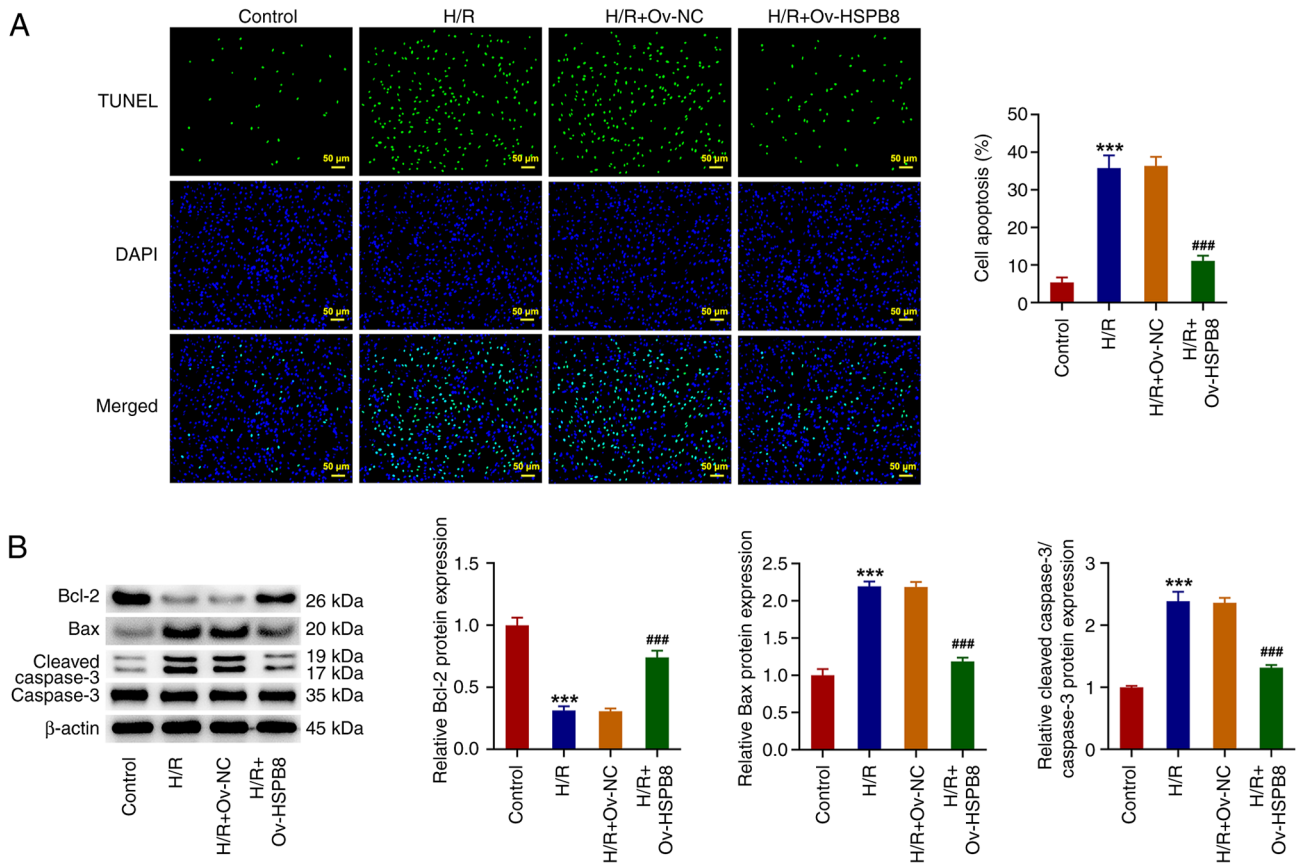 A
Control
H/R
H/R+Ov-NC
H/R+Ov-HSPB8
TUNEL
50 µm
50 µm
50 µm
50 µm
DAPI
50 µm
50 µm
50 µm
50 µm
Merged
50 µm
50 µm
50 µm
50 µm
Cell apoptosis (%)
50
40
30
20
10
0
***
###
Control
H/R
H/R+Ov-NC
H/R+
Ov-HSPB8
B
Bcl-2
26 kDa
Bax
20 kDa
Cleaved
caspase-3
19 kDa
17 kDa
Caspase-3
35 kDa
β-actin
45 kDa
Control
H/R
H/R+Ov-NC
H/R+
Ov-HSPB8
Relative Bcl-2 protein expression
1.5
1.0
0.5
0.0
***
###
Control
H/R
H/R+Ov-NC
H/R+
Ov-HSPB8
Relative Bax protein expression
2.5
2.0
1.5
1.0
0.5
0.0
***
###
Control
H/R
H/R+Ov-NC
H/R+
Ov-HSPB8
Relative cleaved caspase-3/
caspase-3 protein expression
3
2
1
0
***
###
Control
H/R
H/R+Ov-NC
H/R+
Ov-HSPB8